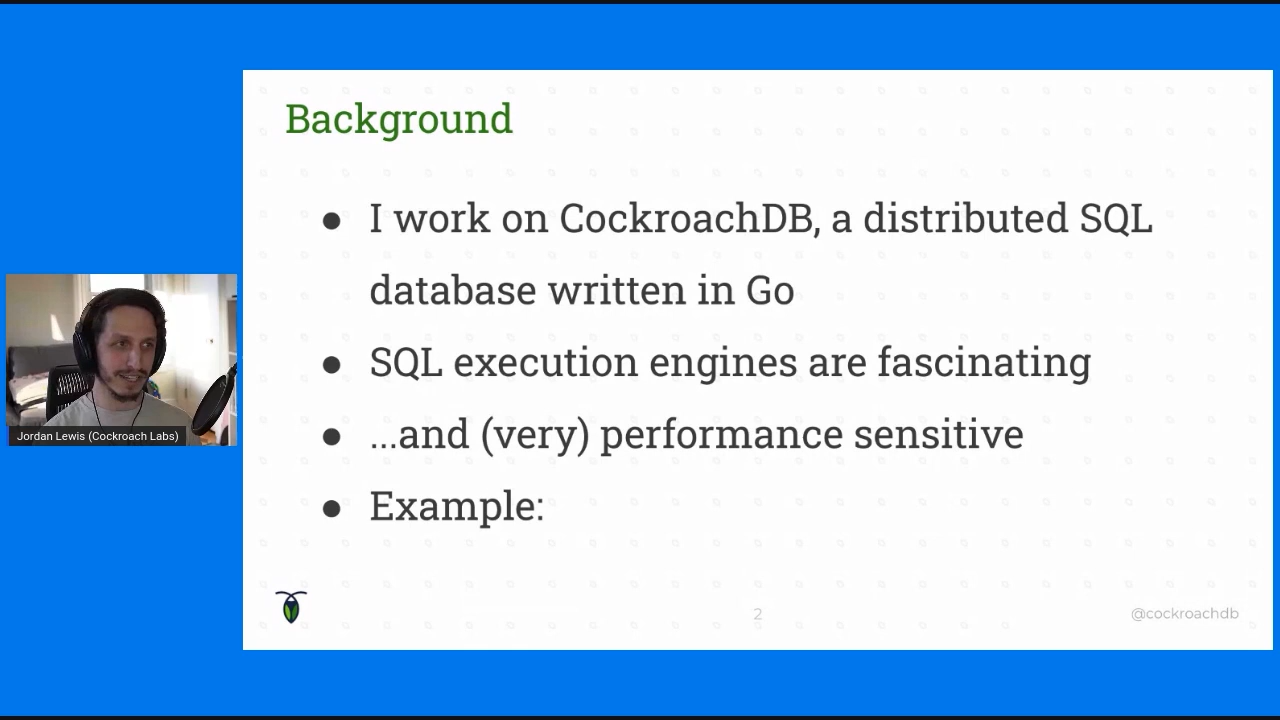 Background
● I work on CockroachDB, a distributed SQL
database written in Go
● SQL execution engines are fascinating
● ...and (very) performance sensitive
● Example:
Jordan Lewis (Cockroach Labs)
2
@cockroachdb